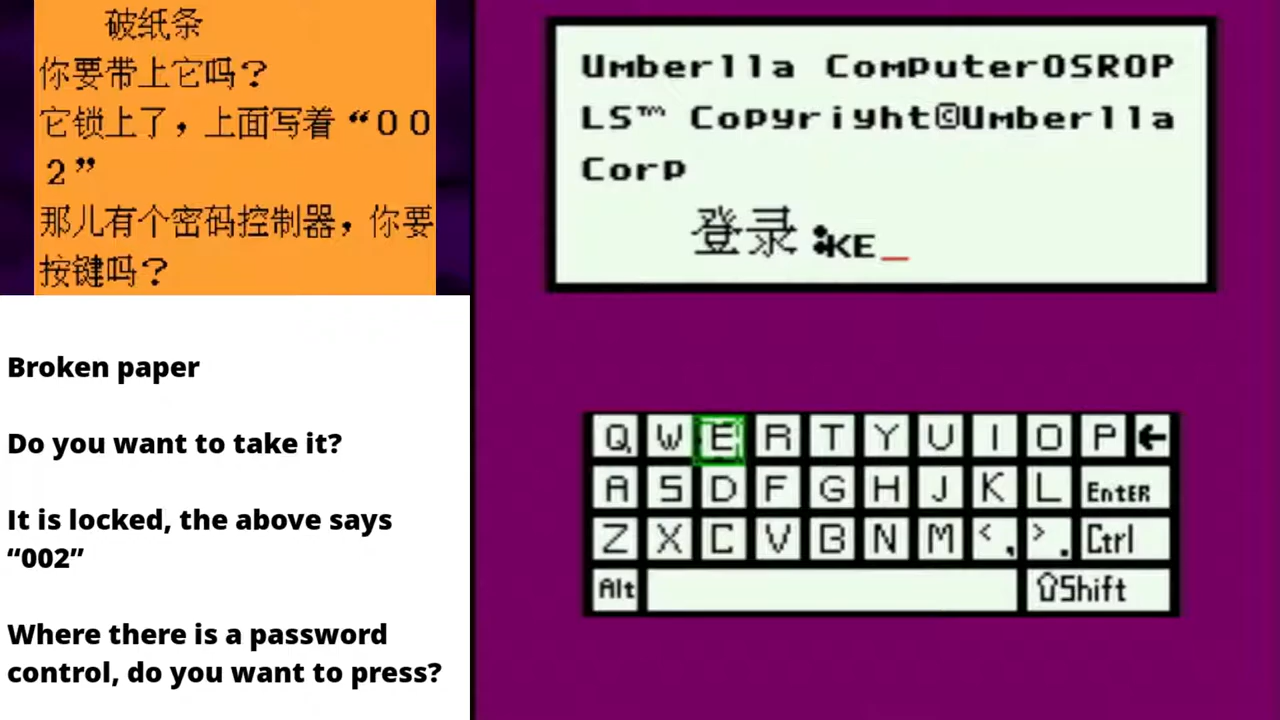 破纸条
你要带上它吗？
它锁上了，上面写着“００
２”
那儿有个密码控制器，你要
按键吗？
Broken paper
Do you want to take it?
It is locked, the above says
“002”
Where there is a password
control, do you want to press?
Umberlla ComputerOSROP
LS™ Copyright©Umberlla
Corp
登录:KE_
Q W E R T Y U I O P ←
A S D F G H J K L EntER
Z X C V B N M < , > . Ctrl
Alt ⇧Shift